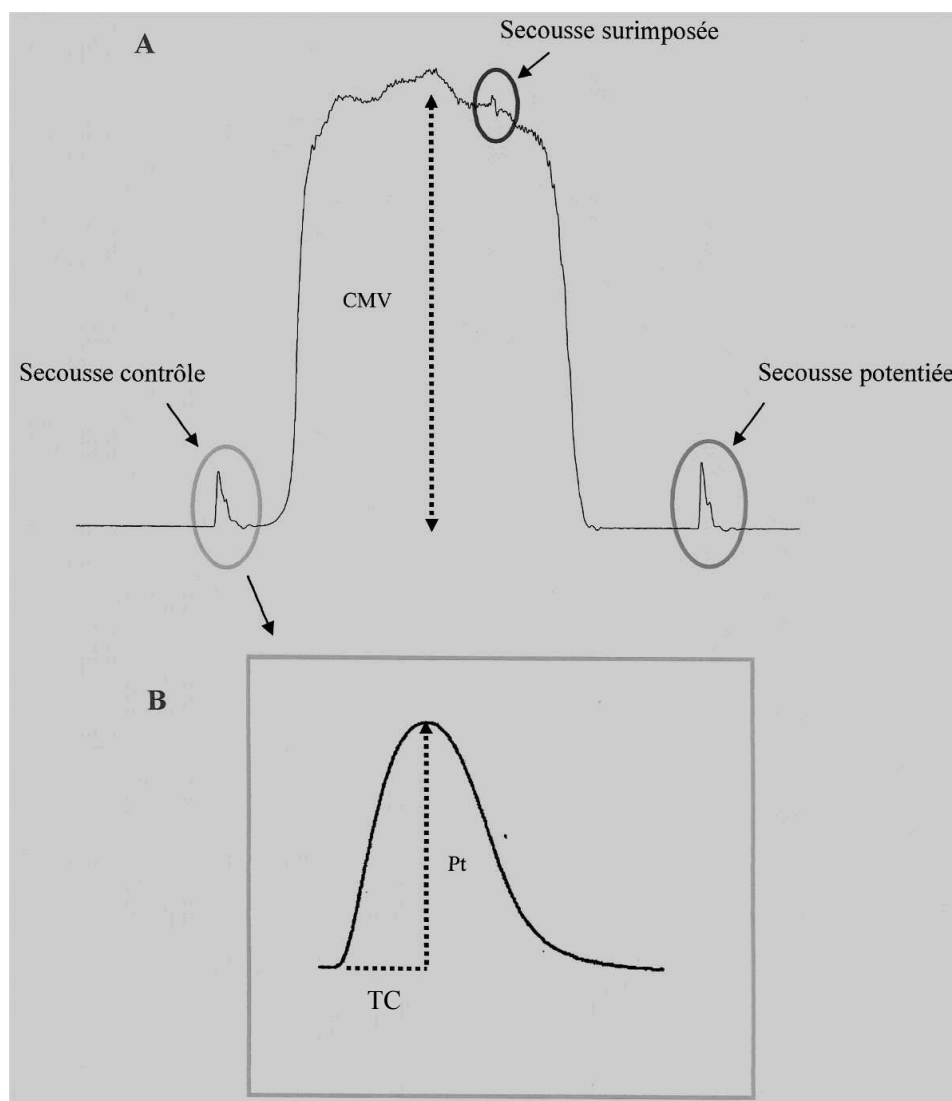 Secousse surimposée
A
CMV
Secousse contrôle
Secousse potentiée
B
Pt
TC